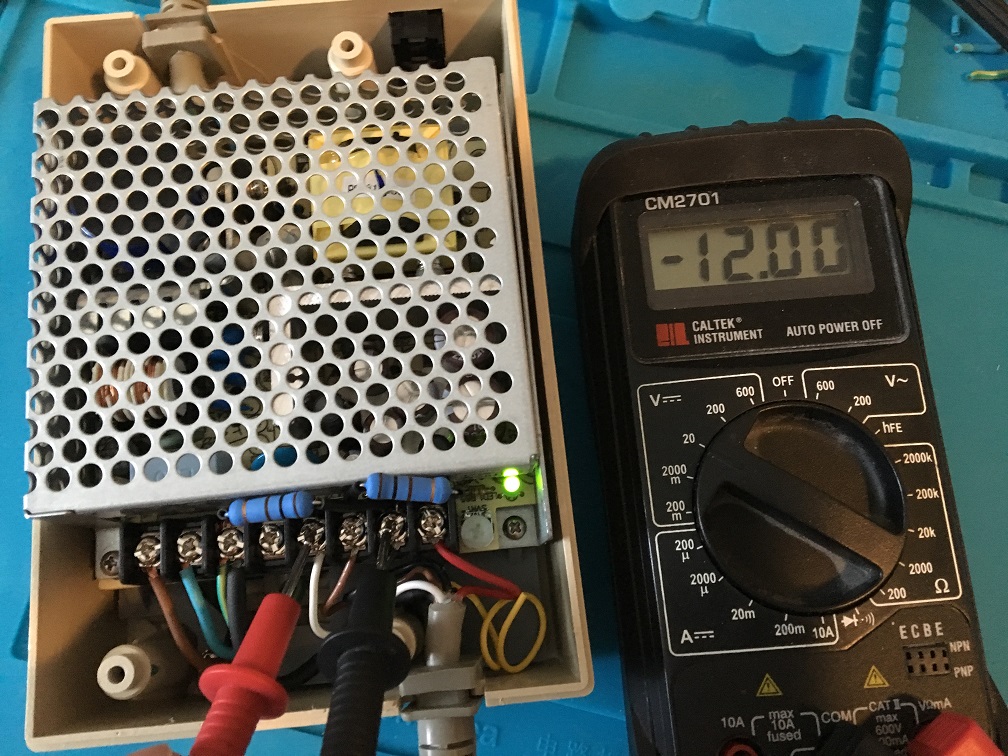 CM2701
-12.00
CALTEK®
INSTRUMENT
AUTO POWER OFF
V
600
OFF
600
V~
200
200
hFE
20
2000k
2000
m
200k
200
m
20k
200
µ
2000
Ω
2000
µ
200
20m
200m
10A
A
E C B E
NPN
PNP
10A
max
10A
fused
COM
CAT II
max
600V
VΩmA